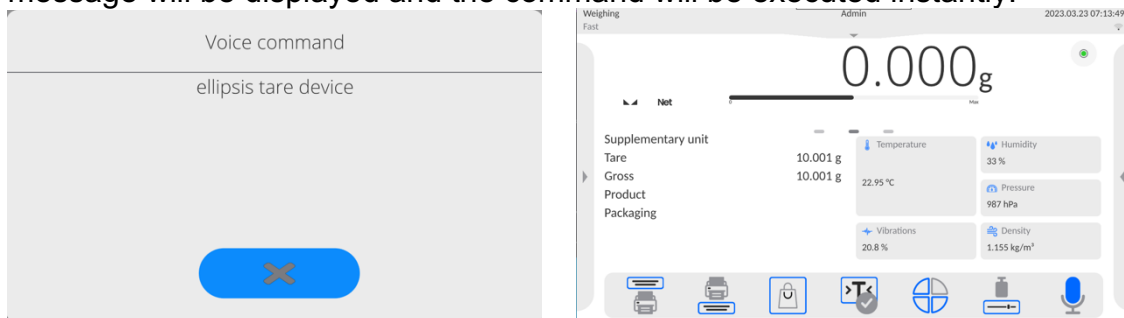 message will be displayed and the command will be executed instantly.
Voice command
ellipsis tare device
Weighing
Admin
2023.03.23 07:13:49
Fast
0.000g
Net
0
Max
Supplementary unit
Tare 10.001 g
Gross 10.001 g
Product
Packaging
Temperature
22.95 °C
Humidity
33 %
Pressure
987 hPa
Vibrations
20.8 %
Density
1.155 kg/m³
>T<